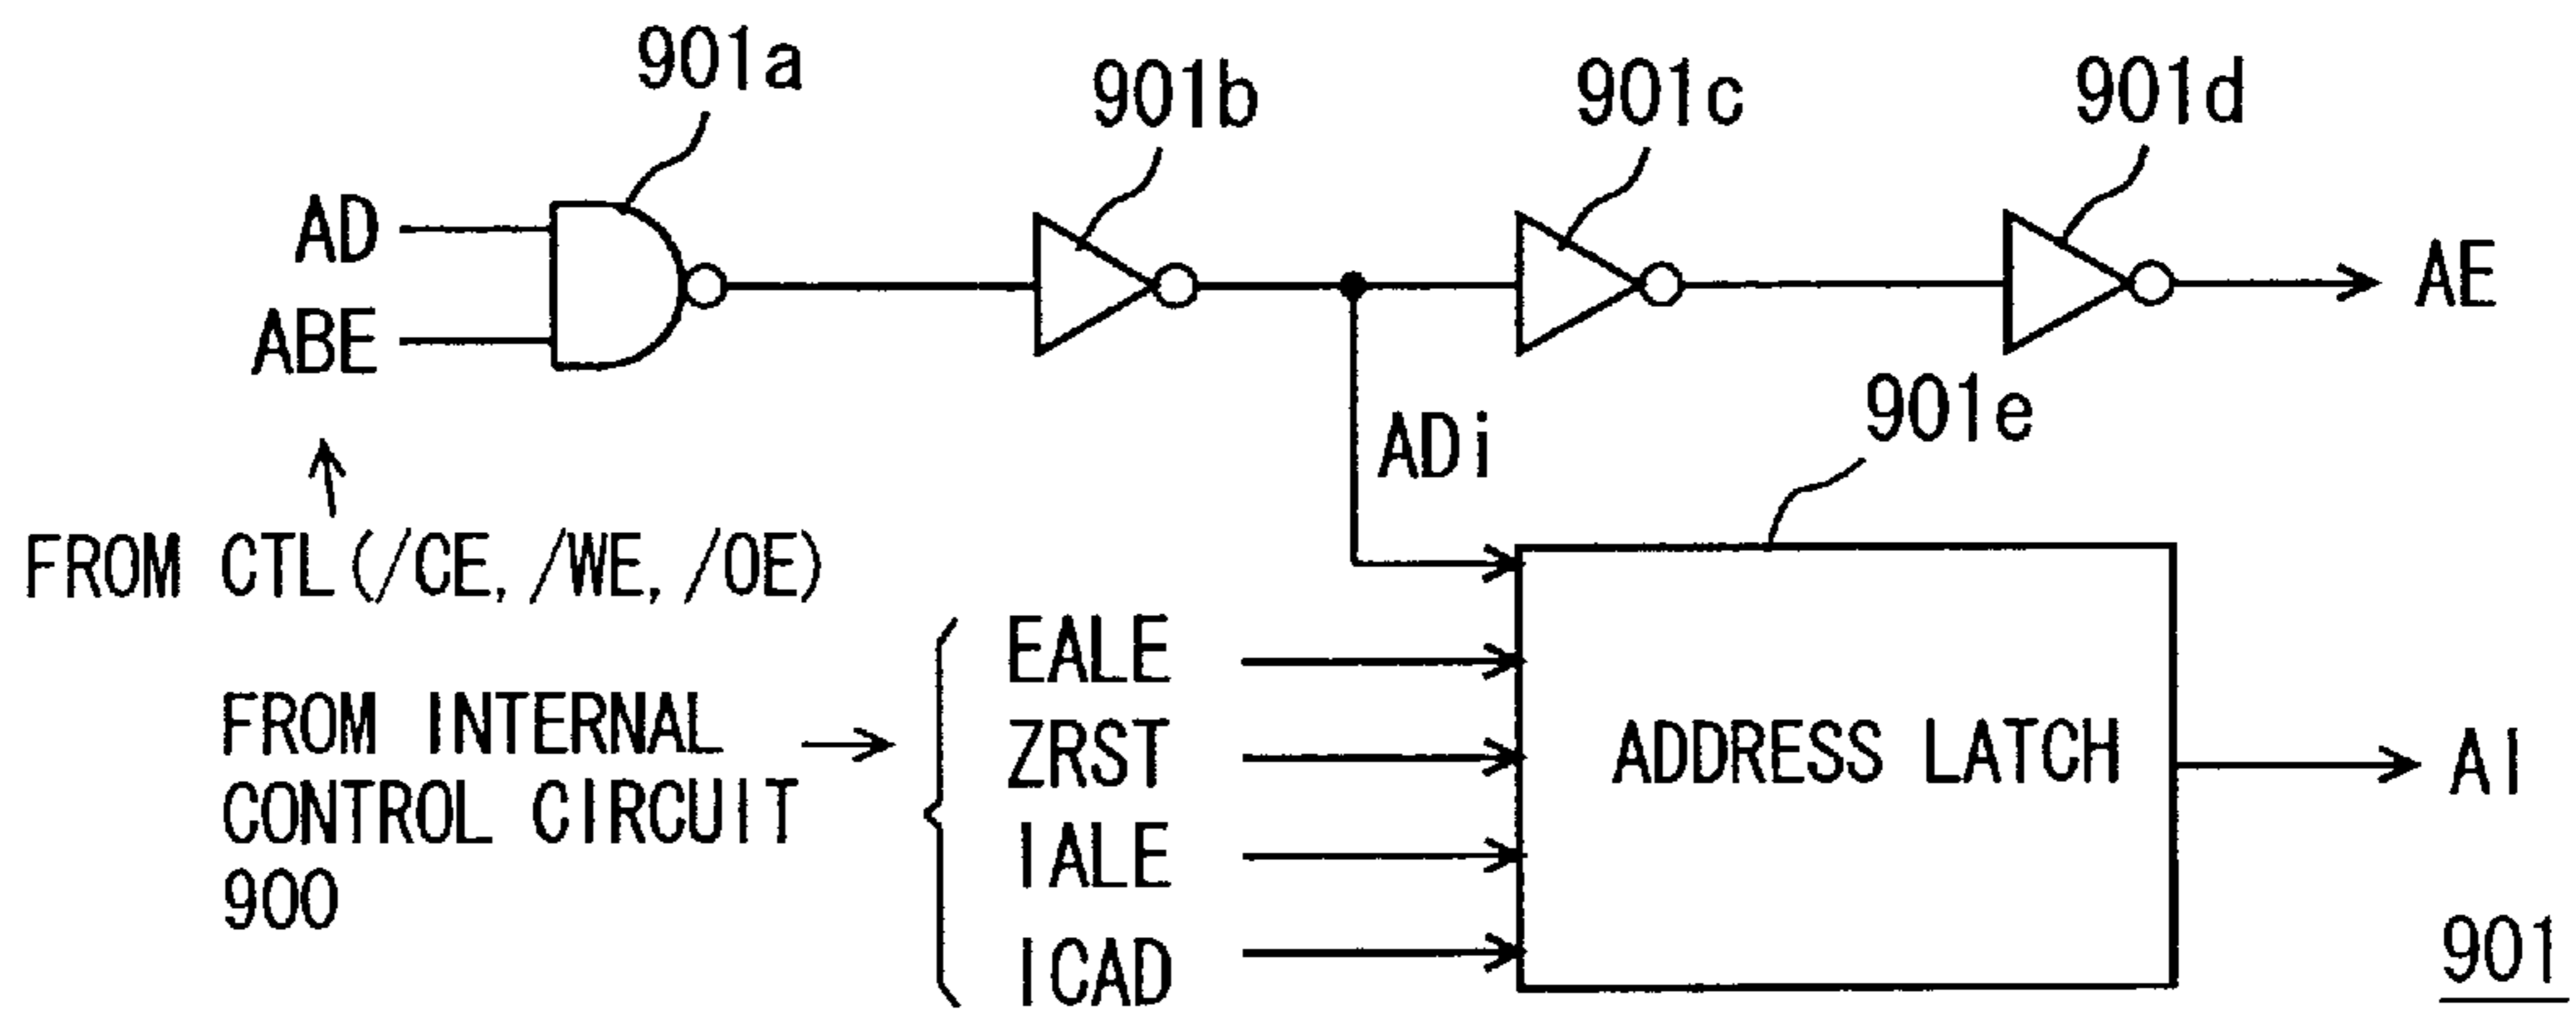 901a
901b
901c
901d
AD
ABE
AE
ADi
901e
FROM CTL(/CE, /WE, /OE)
FROM INTERNAL
CONTROL CIRCUIT
900
EALE
ZRST
IALE
ICAD
ADDRESS LATCH
AI
901